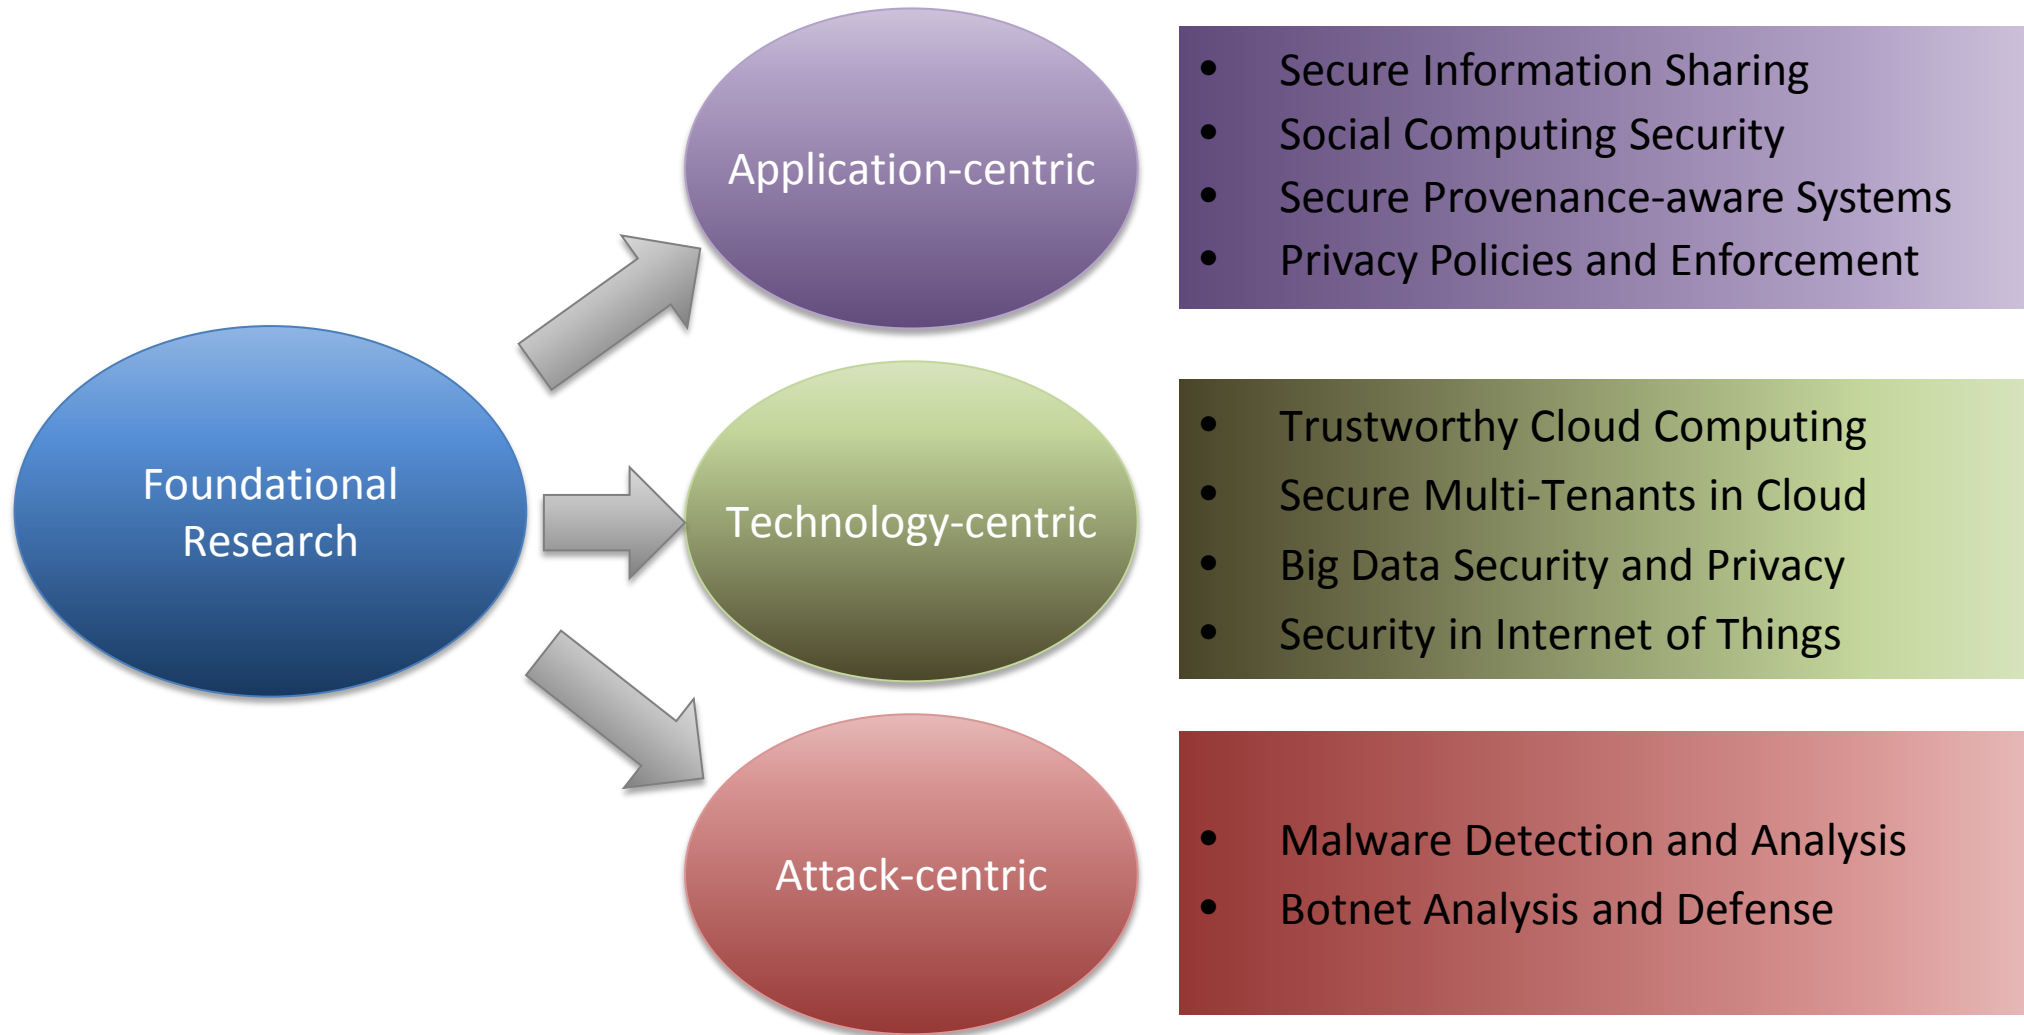 Foundational
Research
Application-centric
• Secure Information Sharing
• Social Computing Security
• Secure Provenance-aware Systems
• Privacy Policies and Enforcement
Technology-centric
• Trustworthy Cloud Computing
• Secure Multi-Tenants in Cloud
• Big Data Security and Privacy
• Security in Internet of Things
Attack-centric
• Malware Detection and Analysis
• Botnet Analysis and Defense